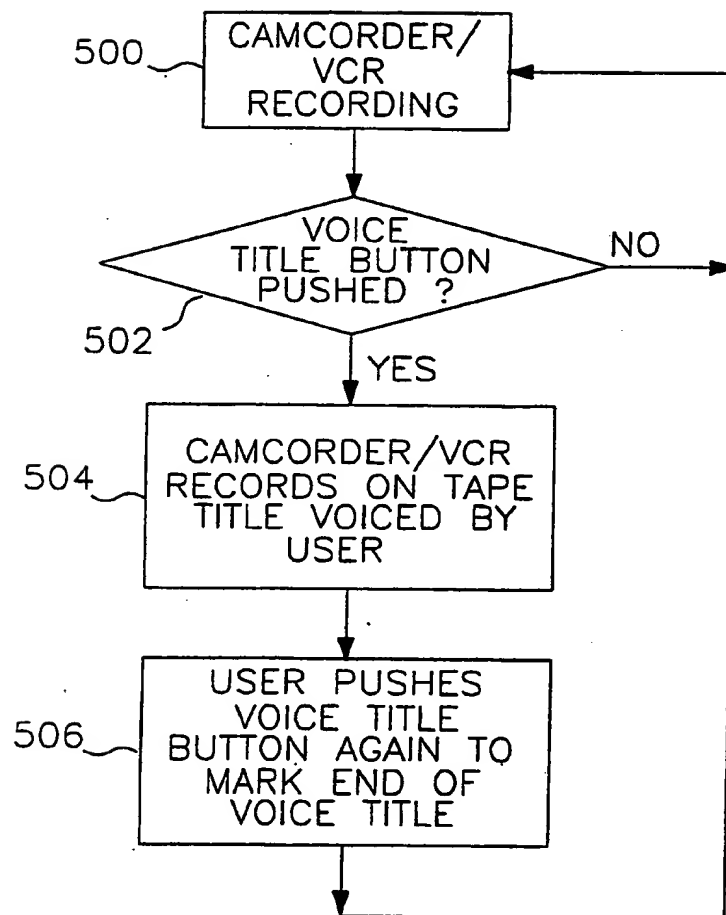 500
CAMCORDER/
VCR
RECORDING
VOICE
TITLE BUTTON
PUSHED ?
NO
502
YES
504
CAMCORDER/VCR
RECORDS ON TAPE
TITLE VOICED BY
USER
506
USER PUSHES
VOICE TITLE
BUTTON AGAIN TO
MARK END OF
VOICE TITLE